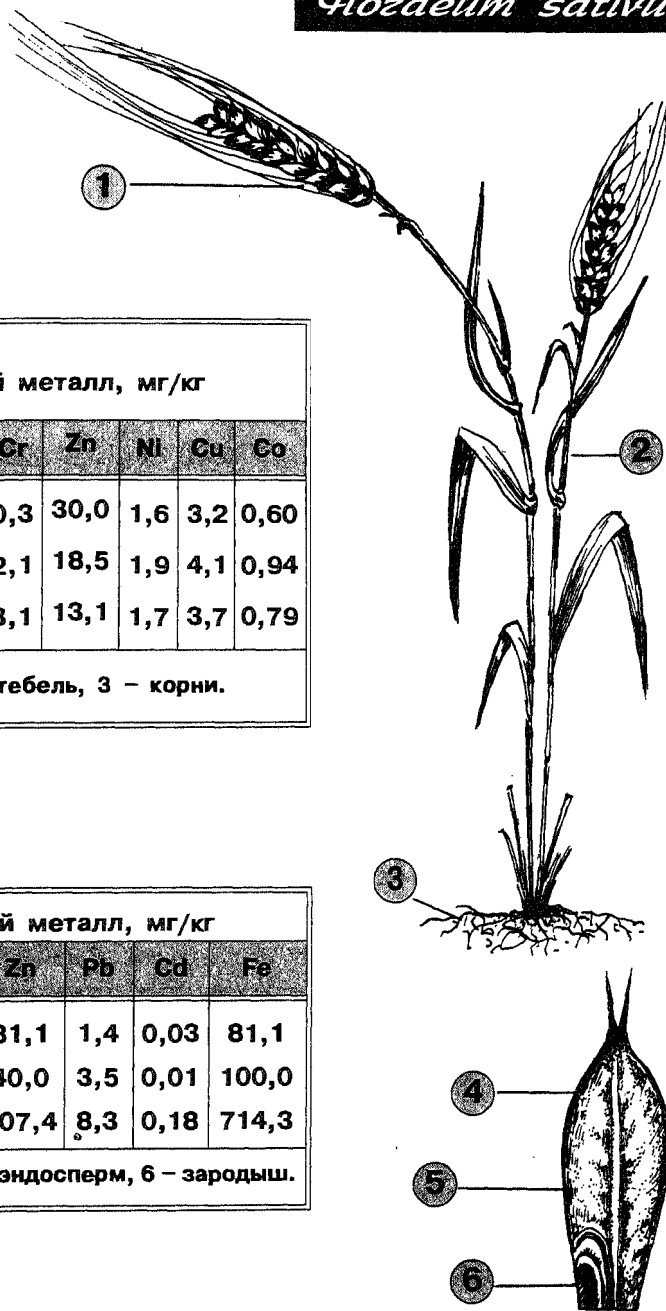 Hordeum sativu
1
й металл, мг/кг
Cr Zn Ni Cu Co
0,3 30,0 1,6 3,2 0,60
2,1 18,5 1,9 4,1 0,94
3,1 13,1 1,7 3,7 0,79
тебель, 3 – корни.
2
3
й металл, мг/кг
Zn Pb Cd Fe
31,1 1,4 0,03 81,1
40,0 3,5 0,01 100,0
07,4 8,3 0,18 714,3
эндосперм, 6 – зародыш.
4
5
6